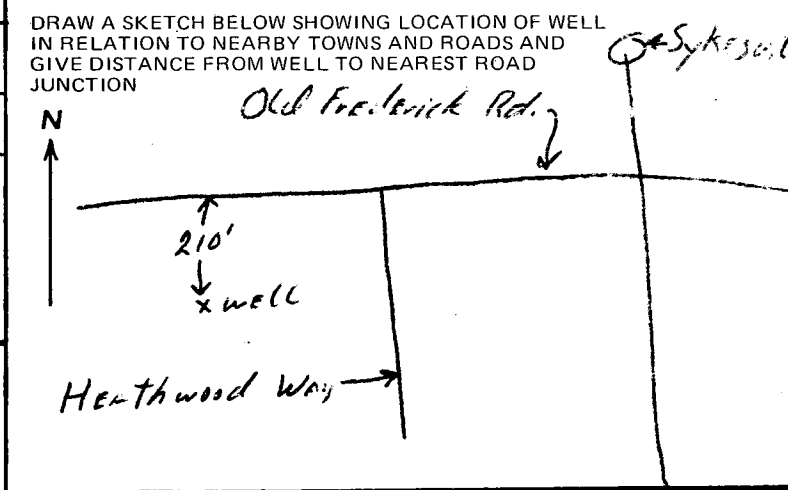 DRAW A SKETCH BELOW SHOWING LOCATION OF WELL
IN RELATION TO NEARBY TOWNS AND ROADS AND
GIVE DISTANCE FROM WELL TO NEAREST ROAD
JUNCTION
Old Frederick Rd.
N
210'
x well
Heathwood Way